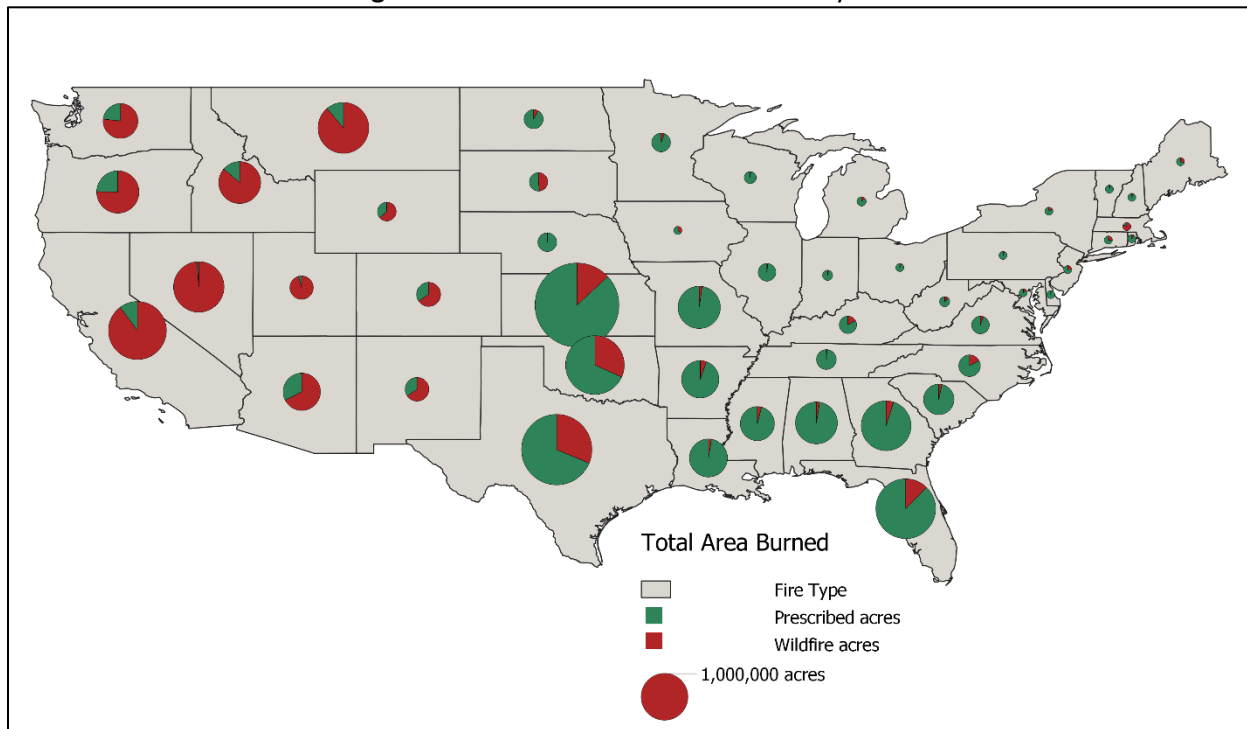 Total Area Burned
Fire Type
Prescribed acres
Wildfire acres
1,000,000 acres